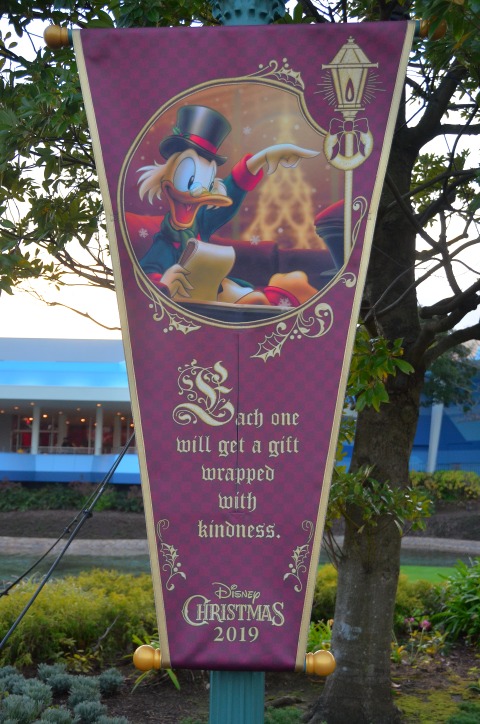 Each one
will get a gift
wrapped
with
kindness.
Disney
CHRISTMAS
2019